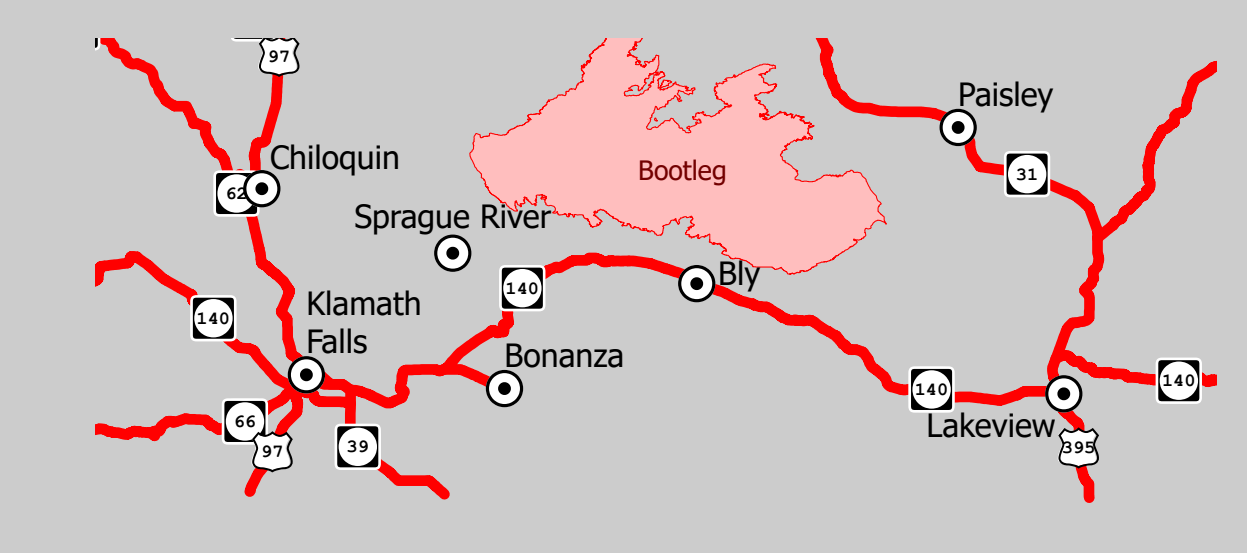 97
Paisley
Chiloquin
Bootleg
31
62
Sprague River
Bly
140
Klamath
Falls
140
Bonanza
140
140
66
Lakeview
39
395
97